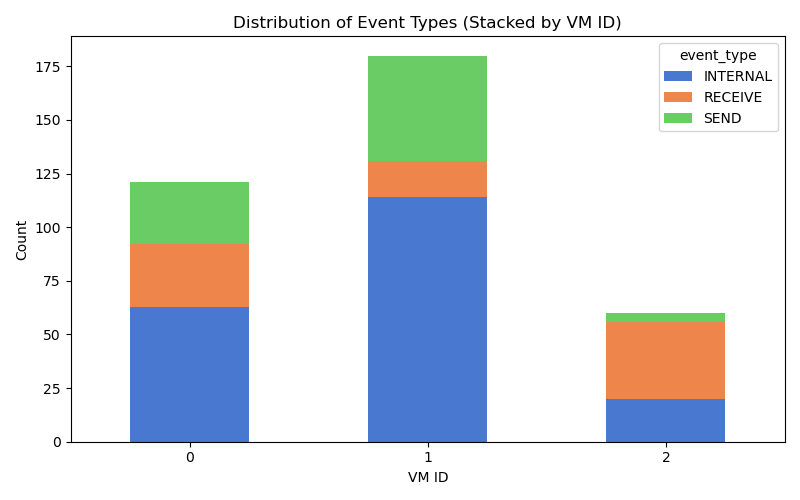 Distribution of Event Types (Stacked by VM ID)
event_type
INTERNAL
RECEIVE
SEND
Count
175
150
125
100
75
50
25
0
0 1 2
VM ID